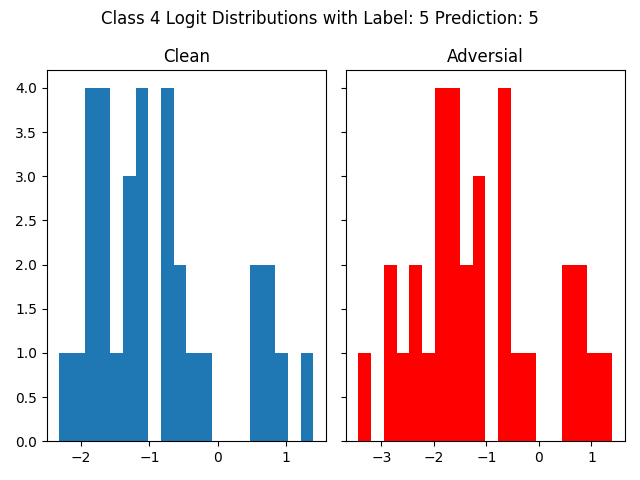 Class 4 Logit Distributions with Label: 5 Prediction: 5
Clean
Adversial
4.0
3.5
3.0
2.5
2.0
1.5
1.0
0.5
0.0
−2 −1 0 1
−3 −2 −1 0 1